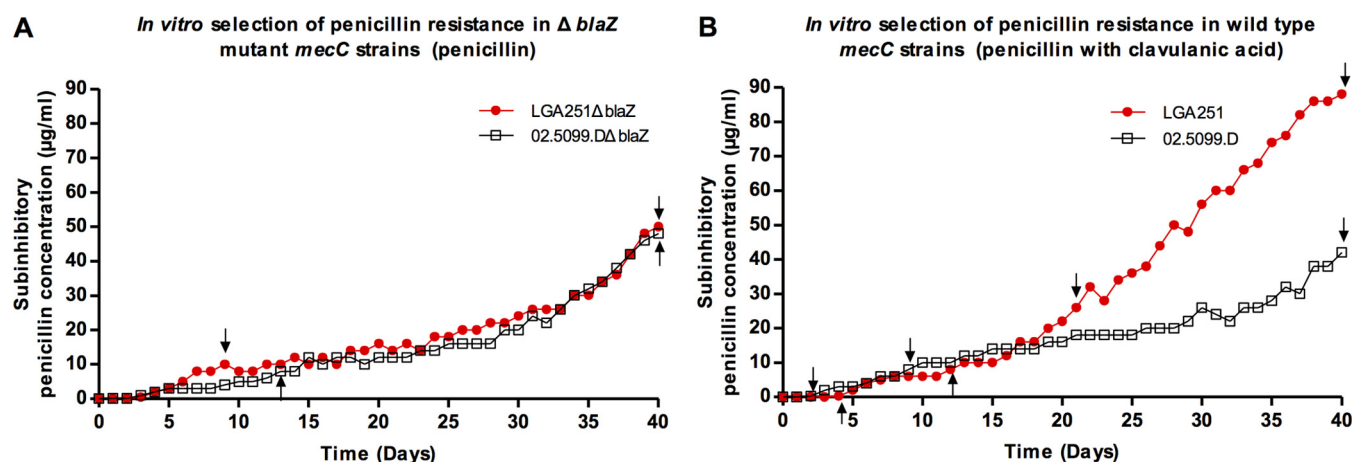 A
In vitro selection of penicillin resistance in Δ blaZ
mutant mecC strains (penicillin)
Subinhibitory
penicillin concentration (µg/ml)
90
80
70
60
50
40
30
20
10
0
LGA251Δ blaZ
02.5099.DΔ blaZ
0 5 10 15 20 25 30 35 40
Time (Days)
B
In vitro selection of penicillin resistance in wild type
mecC strains (penicillin with clavulanic acid)
Subinhibitory
penicillin concentration (µg/ml)
90
80
70
60
50
40
30
20
10
0
LGA251
02.5099.D
0 5 10 15 20 25 30 35 40
Time (Days)